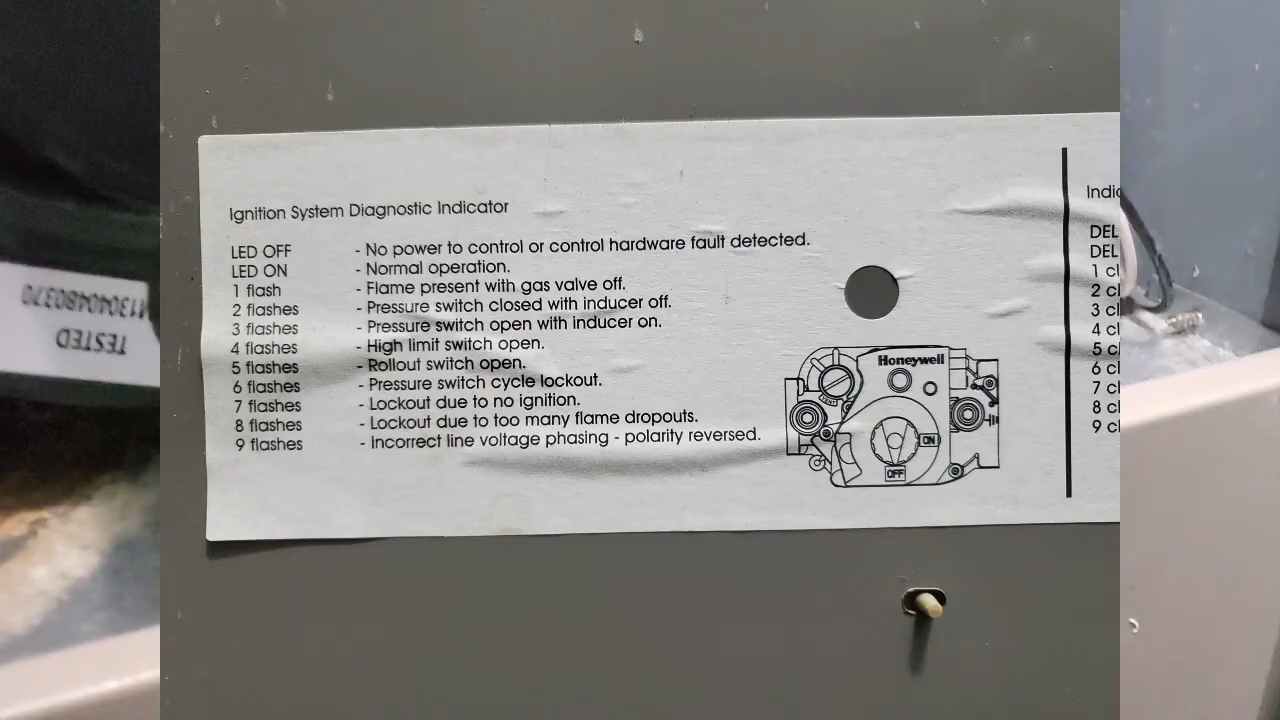 Ignition System Diagnostic Indicator
LED OFF - No power to control or control hardware fault detected.
LED ON - Normal operation.
1 flash - Flame present with gas valve off.
2 flashes - Pressure switch closed with inducer off.
3 flashes - Pressure switch open with inducer on.
4 flashes - High limit switch open.
5 flashes - Rollout switch open.
6 flashes - Pressure switch cycle lockout.
7 flashes - Lockout due to no ignition.
8 flashes - Lockout due to too many flame dropouts.
9 flashes - Incorrect line voltage phasing - polarity reversed.
Honeywell
ON
OFF
Indic
DEL
DEL
1 cl
2 cl
3 cl
4 cl
5 cl
6 cl
7 cl
8 cl
9 cl
TESTED
113040480370